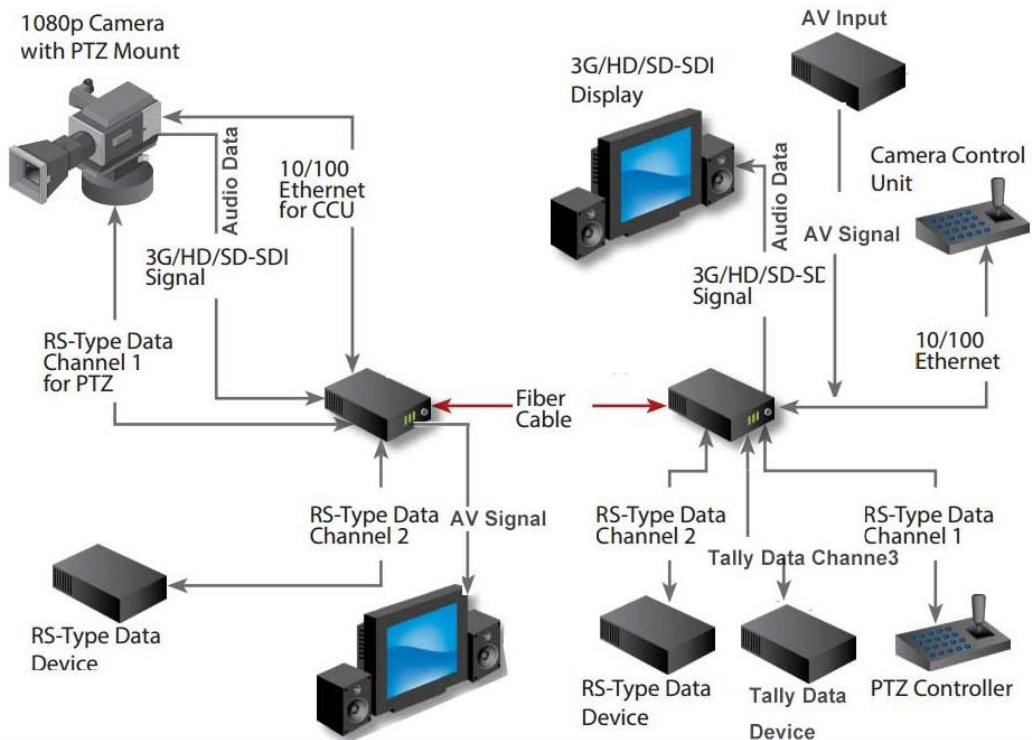 1080p Camera
with PTZ Mount
Audio Data
10/100
Ethernet
for CCU
3G/HD/SD-SDI
Signal
RS-Type Data
Channel 1
for PTZ
Fiber
Cable
RS-Type Data
Channel 2
AV Signal
RS-Type Data
Device
AV Input
3G/HD/SD-SDI
Display
Camera Control
Unit
Audio Data
AV Signal
3G/HD/SD-SD
Signal
10/100
Ethernet
RS-Type Data
Channel 2
Tally Data Channe3
RS-Type Data
Channel 1
RS-Type Data
Device
Tally Data
Device
PTZ Controller